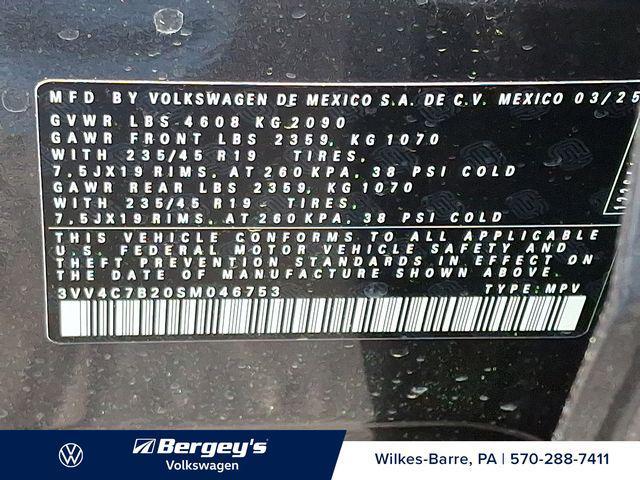 MFD BY VOLKSWAGEN DE MEXICO S.A. DE C.V. MEXICO 03/25
GVWR LBS 4608 KG 2090
GAWR FRONT LBS 2359, KG 1070
WITH 235/45 R19 TIRES,
7,5JX19 RIMS, AT 260 KPA, 38 PSI COLD
GAWR REAR LBS 2359, KG 1070
WITH 235/45 R19 TIRES,
7,5JX19 RIMS, AT 260 KPA, 38 PSI COLD
THIS VEHICLE CONFORMS TO ALL APPLICABLE
U.S. FEDERAL MOTOR VEHICLE SAFETY AND
THEFT PREVENTION STANDARDS IN EFFECT ON
THE DATE OF MANUFACTURE SHOWN ABOVE.
3VV4C7B20SM046753 TYPE: MPV
Bergey's
Volkswagen
Wilkes-Barre, PA | 570-288-7411